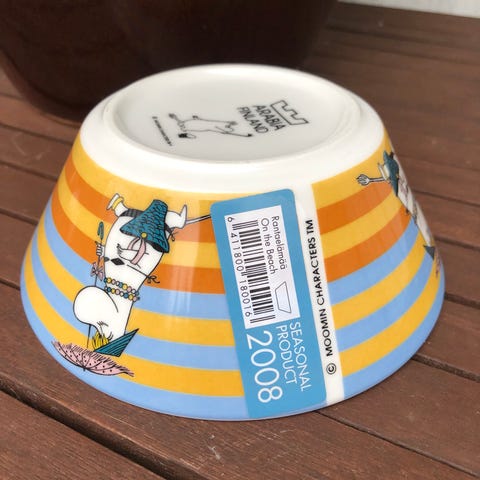 ARABIA
FINLAND
Rantaelämää
On the Beach
6 411800 180016
SEASONAL
PRODUCT
2008
© MOOMIN CHARACTERS TM